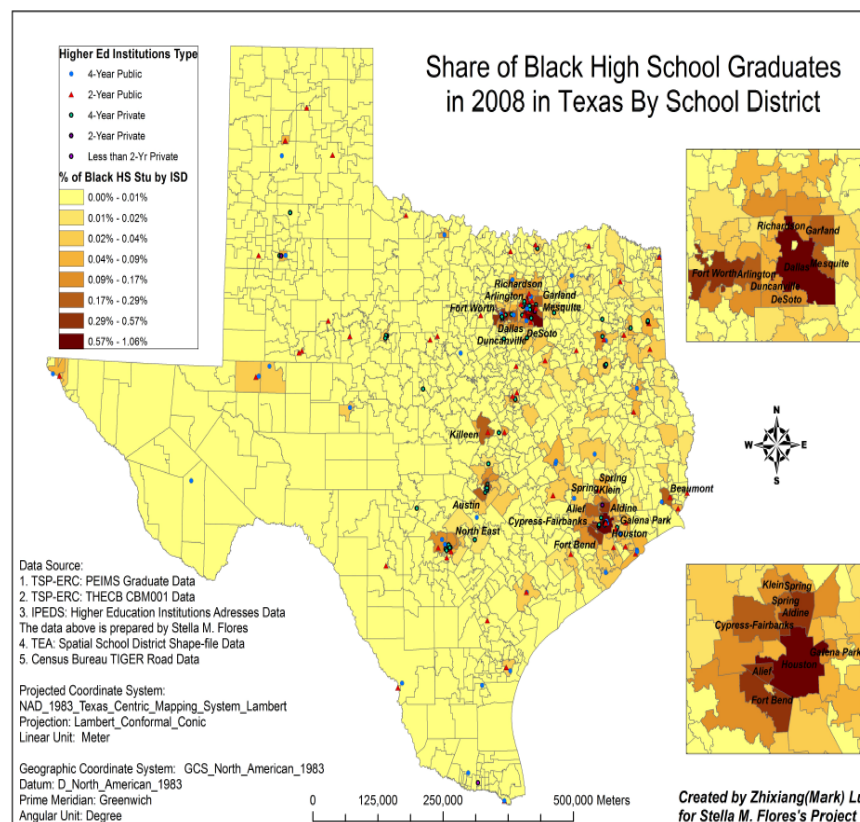 Share of Black High School Graduates
in 2008 in Texas By School District
Higher Ed Institutions Type
4-Year Public
2-Year Public
4-Year Private
2-Year Private
Less than 2-Yr Private
% of Black HS Stu by ISD
0.00% - 0.01%
0.01% - 0.02%
0.02% - 0.04%
0.04% - 0.09%
0.09% - 0.17%
0.17% - 0.29%
0.29% - 0.57%
0.57% - 1.06%
Richardson
Arlington
Garland
Fort Worth
Mesquite
Dallas
DeSoto
Duncanville
Killeen
Austin
North East
Spring
Spring
Klein
Alief
Aldine
Cypress-Fairbanks
Galena Park
Houston
Fort Bend
Beaumont
Richardson
Garland
Dallas
Mesquite
Fort Worth
Arlington
Duncanville
DeSoto
N
W
E
S
Klein
Spring
Spring
Aldine
Cypress-Fairbanks
Galena Park
Houston
Alief
Fort Bend
Data Source:
1. TSP-ERC: PEIMS Graduate Data
2. TSP-ERC: THECB CBM001 Data
3. IPEDS: Higher Education Institutions Adresses Data
The data above is prepared by Stella M. Flores
4. TEA: Spatial School District Shape-file Data
5. Census Bureau TIGER Road Data
Projected Coordinate System:
NAD_1983_Texas_Centric_Mapping_System_Lambert
Projection: Lambert_Conformal_Conic
Linear Unit: Meter
Geographic Coordinate System: GCS_North_American_1983
Datum: D_North_American_1983
Prime Meridian: Greenwich
Angular Unit: Degree
0 125,000 250,000 500,000 Meters
Created by Zhixiang(Mark) Lu
for Stella M. Flores's Project